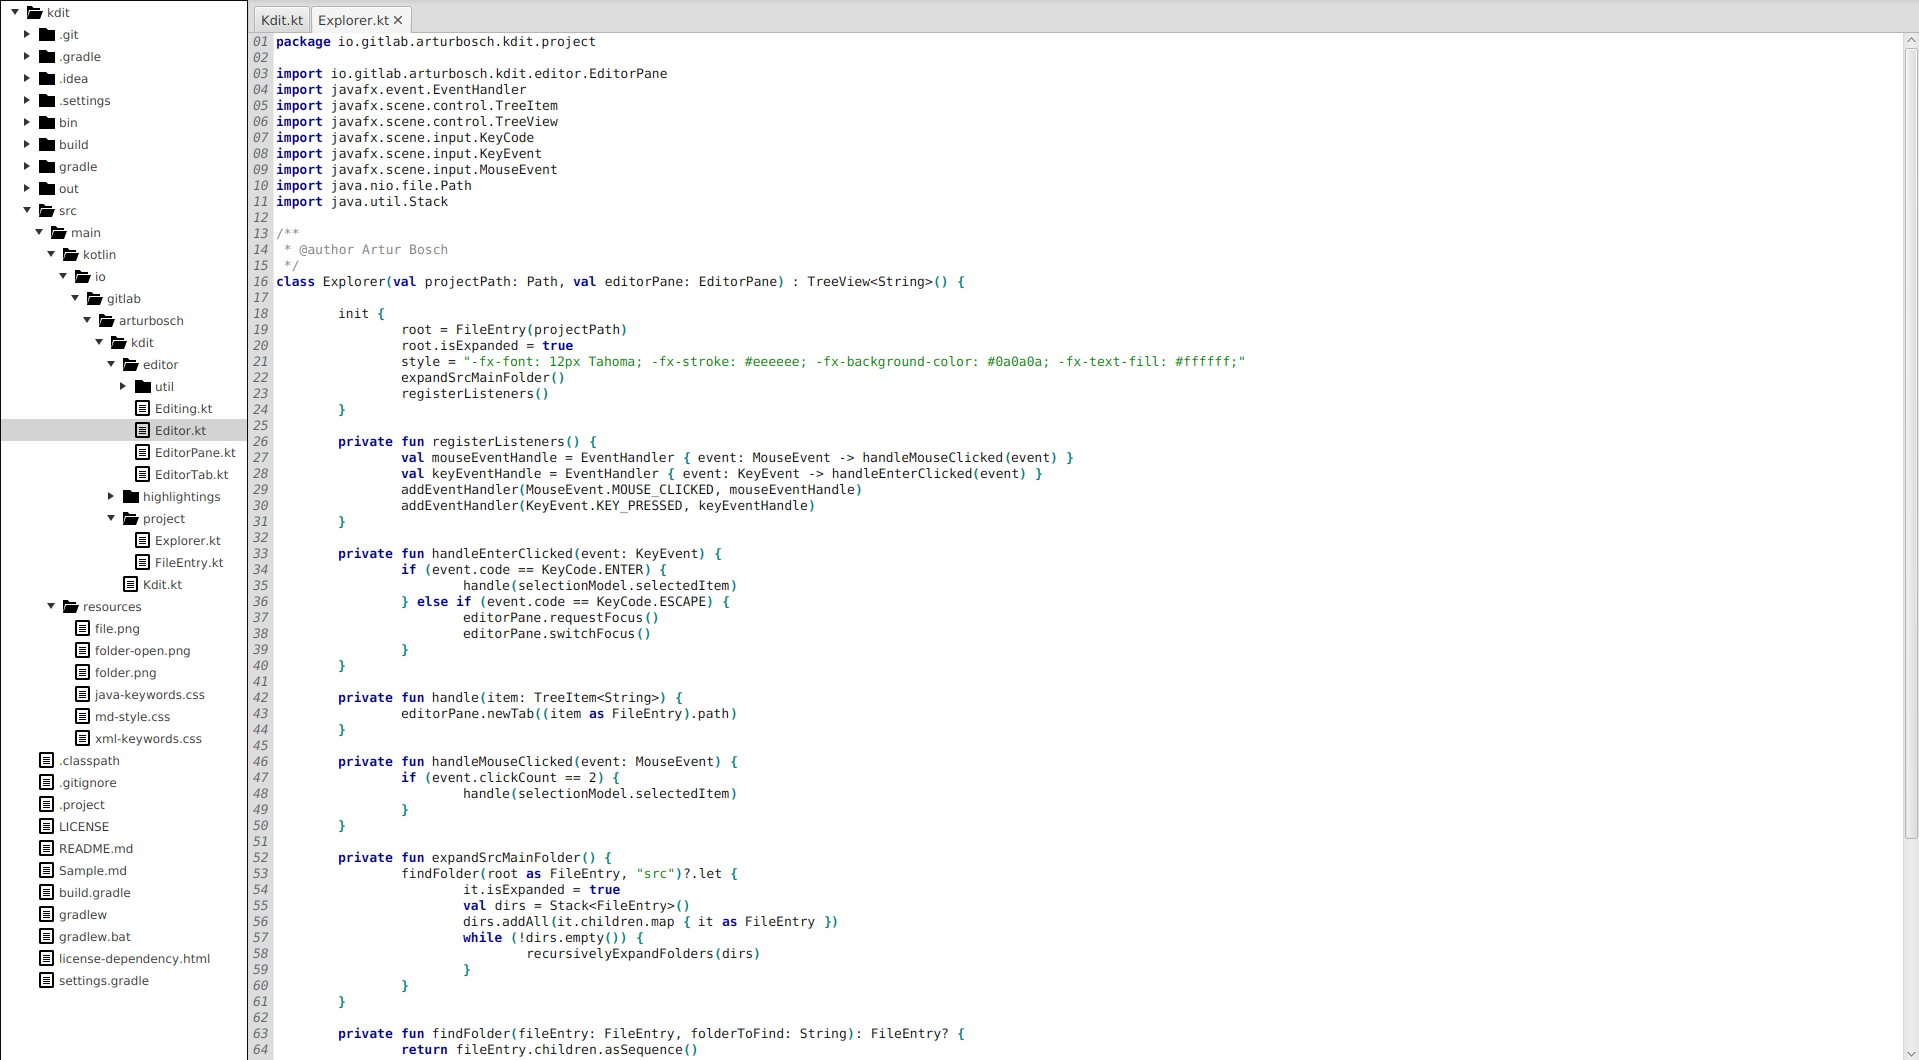 kdit
.git
.gradle
.idea
.settings
bin
build
gradle
out
src
main
kotlin
io
gitlab
arturbosch
kdit
editor
util
Editing.kt
Editor.kt
EditorPane.kt
EditorTab.kt
highlightings
project
Explorer.kt
FileEntry.kt
Kdit.kt
resources
file.png
folder-open.png
folder.png
java-keywords.css
md-style.css
xml-keywords.css
.classpath
.gitignore
.project
LICENSE
README.md
Sample.md
build.gradle
gradlew
gradlew.bat
license-dependency.html
settings.gradle
Kdit.kt Explorer.kt
01 package io.gitlab.arturbosch.kdit.project
02
03 import io.gitlab.arturbosch.kdit.editor.EditorPane
04 import javafx.event.EventHandler
05 import javafx.scene.control.TreeItem
06 import javafx.scene.control.TreeView
07 import javafx.scene.input.KeyCode
08 import javafx.scene.input.KeyEvent
09 import javafx.scene.input.MouseEvent
10 import java.nio.file.Path
11 import java.util.Stack
12
13 /**
14  * @author Artur Bosch
15  */
16 class Explorer(val projectPath: Path, val editorPane: EditorPane) : TreeView<String>() {
17
18         init {
19                 root = FileEntry(projectPath)
20                 root.isExpanded = true
21                 style = "-fx-font: 12px Tahoma; -fx-stroke: #eeeeee; -fx-background-color: #0a0a0a; -fx-text-fill: #ffffff;"
22                 expandSrcMainFolder()
23                 registerListeners()
24         }
25
26         private fun registerListeners() {
27                 val mouseEventHandle = EventHandler { event: MouseEvent -> handleMouseClicked(event) }
28                 val keyEventHandle = EventHandler { event: KeyEvent -> handleEnterClicked(event) }
29                 addEventHandler(MouseEvent.MOUSE_CLICKED, mouseEventHandle)
30                 addEventHandler(KeyEvent.KEY_PRESSED, keyEventHandle)
31         }
32
33         private fun handleEnterClicked(event: KeyEvent) {
34                 if (event.code == KeyCode.ENTER) {
35                         handle(selectionModel.selectedItem)
36                 } else if (event.code == KeyCode.ESCAPE) {
37                         editorPane.requestFocus()
38                         editorPane.switchFocus()
39                 }
40         }
41
42         private fun handle(item: TreeItem<String>) {
43                 editorPane.newTab((item as FileEntry).path)
44         }
45
46         private fun handleMouseClicked(event: MouseEvent) {
47                 if (event.clickCount == 2) {
48                         handle(selectionModel.selectedItem)
49                 }
50         }
51
52         private fun expandSrcMainFolder() {
53                 findFolder(root as FileEntry, "src")?.let {
54                         it.isExpanded = true
55                         val dirs = Stack<FileEntry>()
56                         dirs.addAll(it.children.map { it as FileEntry })
57                         while (!dirs.empty()) {
58                                 recursivelyExpandFolders(dirs)
59                         }
60                 }
61         }
62
63         private fun findFolder(fileEntry: FileEntry, folderToFind: String): FileEntry? {
64                 return fileEntry.children.asSequence()